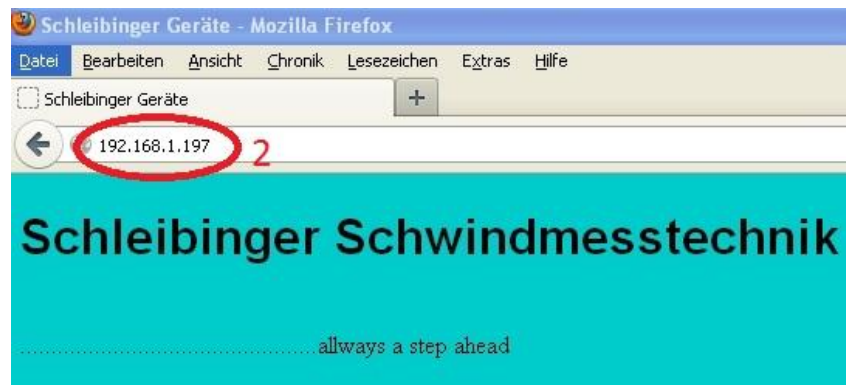 Schleibinger Geräte - Mozilla Firefox
Datei Bearbeiten Ansicht Chronik Lesezeichen Extras Hilfe
Schleibinger Geräte +
192.168.1.197 2
Schleibinger Schwindmesstechnik
................................................allways a step ahead